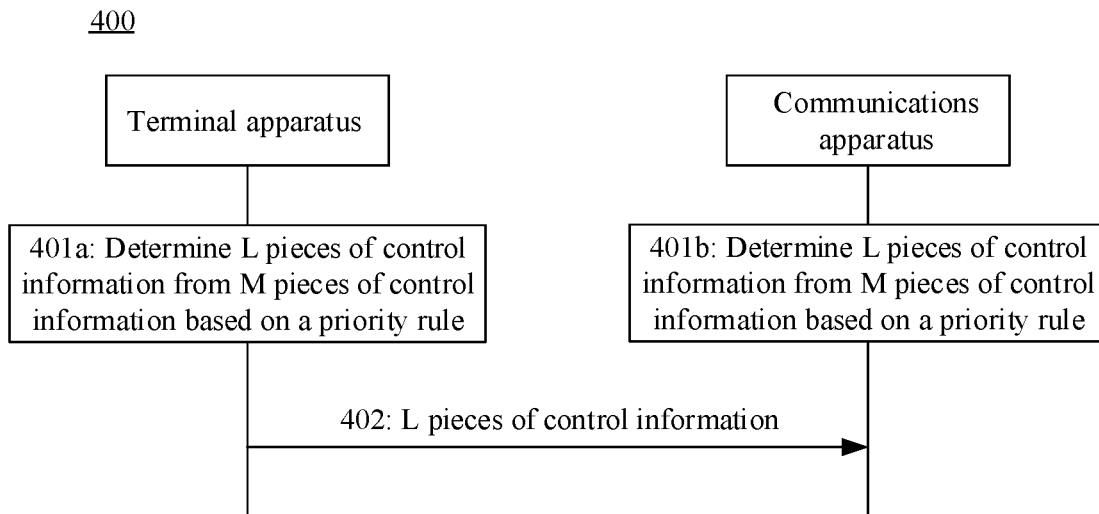 400
Terminal apparatus
Communications
apparatus
401a: Determine L pieces of control
information from M pieces of control
information based on a priority rule
401b: Determine L pieces of control
information from M pieces of control
information based on a priority rule
402: L pieces of control information